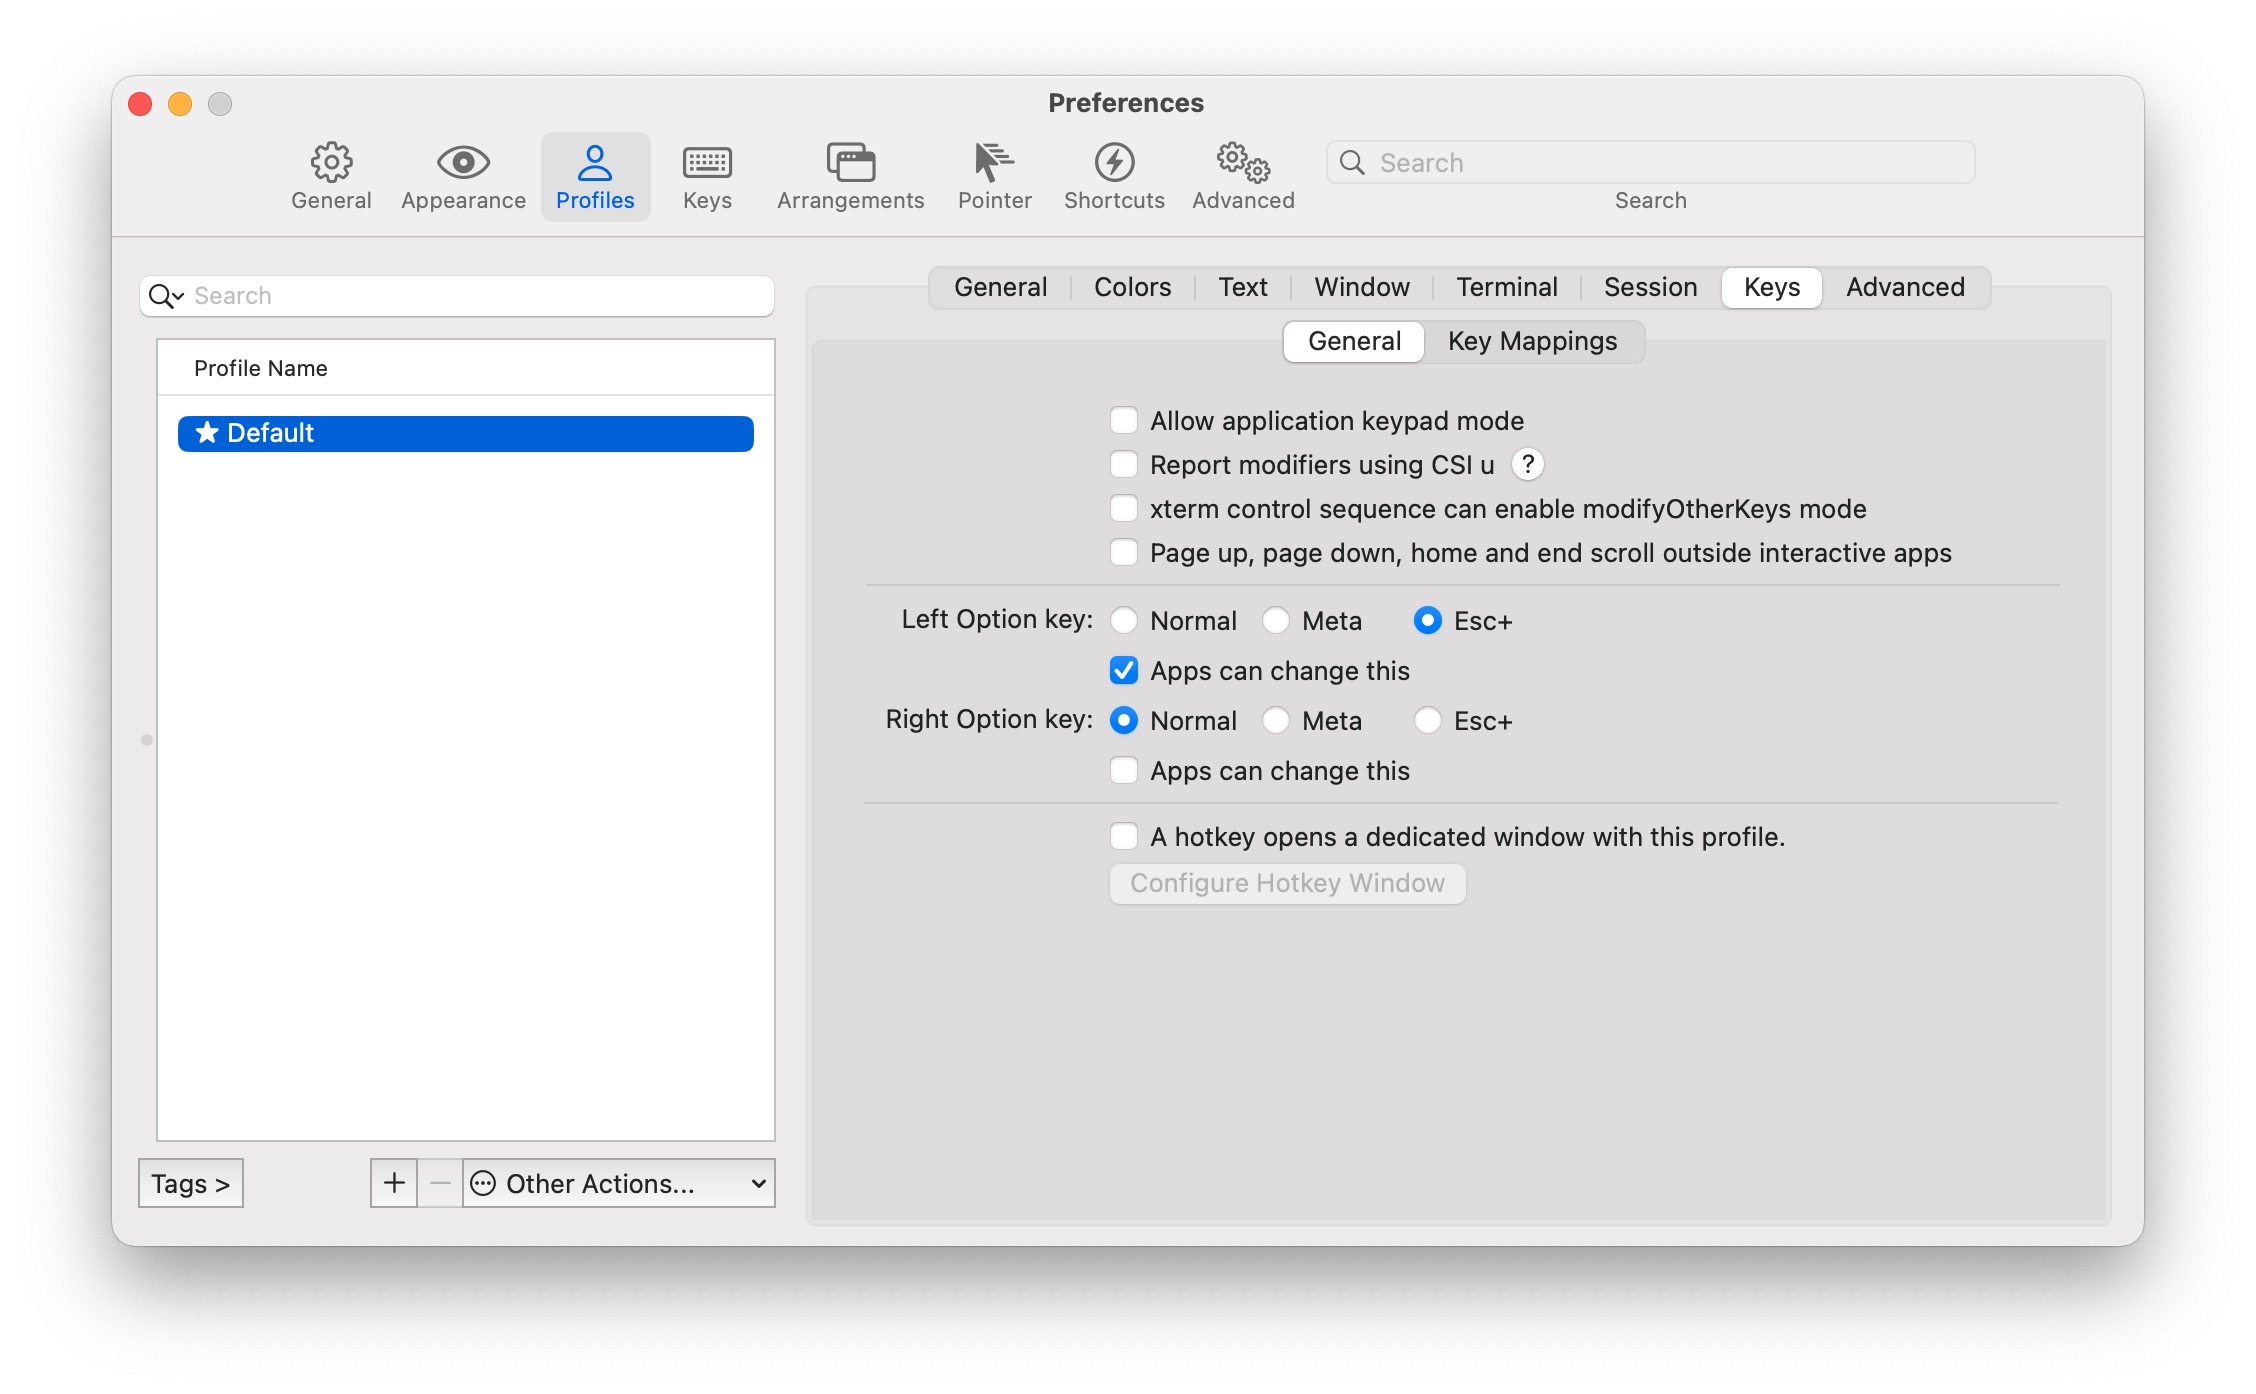 Preferences
General Appearance Profiles Keys Arrangements Pointer Shortcuts Advanced Search
Search
Search
General Colors Text Window Terminal Session Keys Advanced
General Key Mappings
Profile Name
Default
Allow application keypad mode
Report modifiers using CSI u ?
xterm control sequence can enable modifyOtherKeys mode
Page up, page down, home and end scroll outside interactive apps
Left Option key: Normal Meta Esc+
Apps can change this
Right Option key: Normal Meta Esc+
Apps can change this
A hotkey opens a dedicated window with this profile.
Configure Hotkey Window
Tags > + − Other Actions...